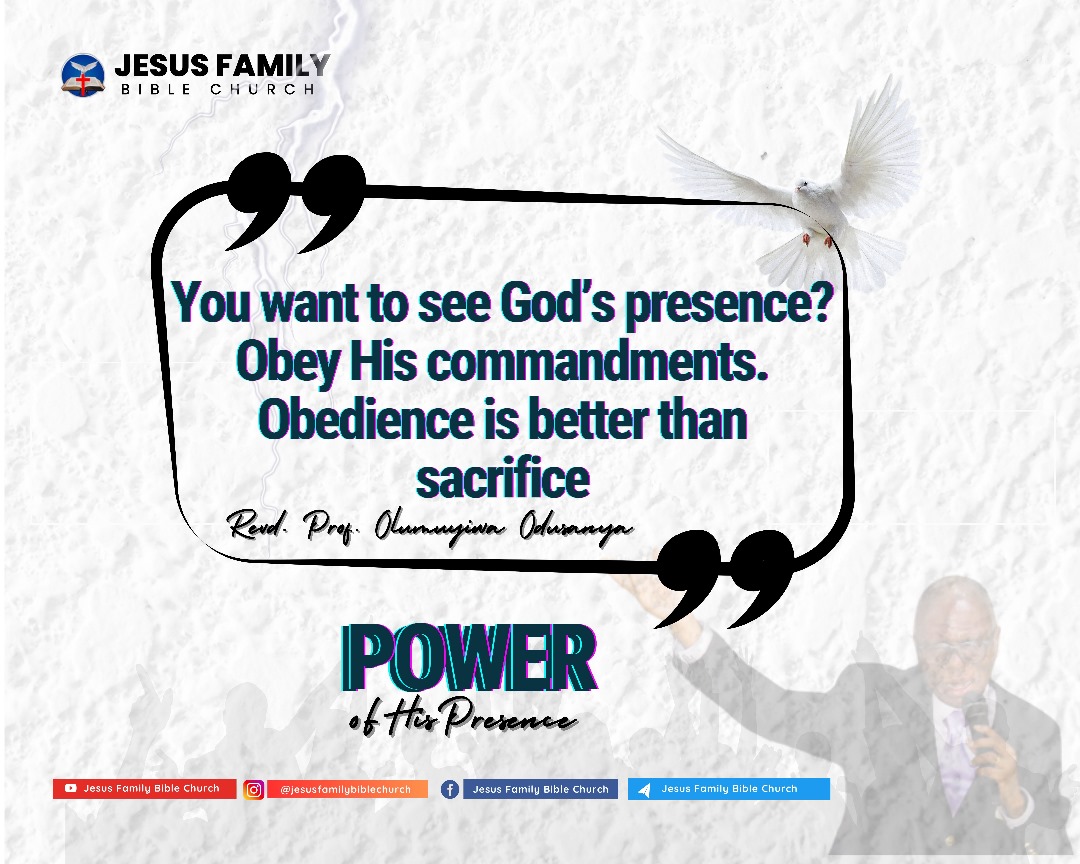 JESUS FAMILY
BIBLE CHURCH
You want to see God's presence?
Obey His commandments.
Obedience is better than
sacrifice
Revd. Prof. Olumuyiwa Odusanya
POWER
of His Presence
Jesus Family Bible Church
@jesusfamilybiblechurch
Jesus Family Bible Church
Jesus Family Bible Church